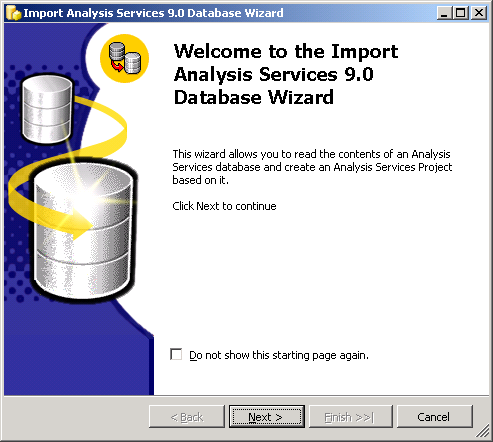 Import Analysis Services 9.0 Database Wizard
Welcome to the Import
Analysis Services 9.0
Database Wizard
This wizard allows you to read the contents of an Analysis
Services database and create an Analysis Services Project
based on it.
Click Next to continue
Do not show this starting page again.
< Back
Next >
Finish >>|
Cancel